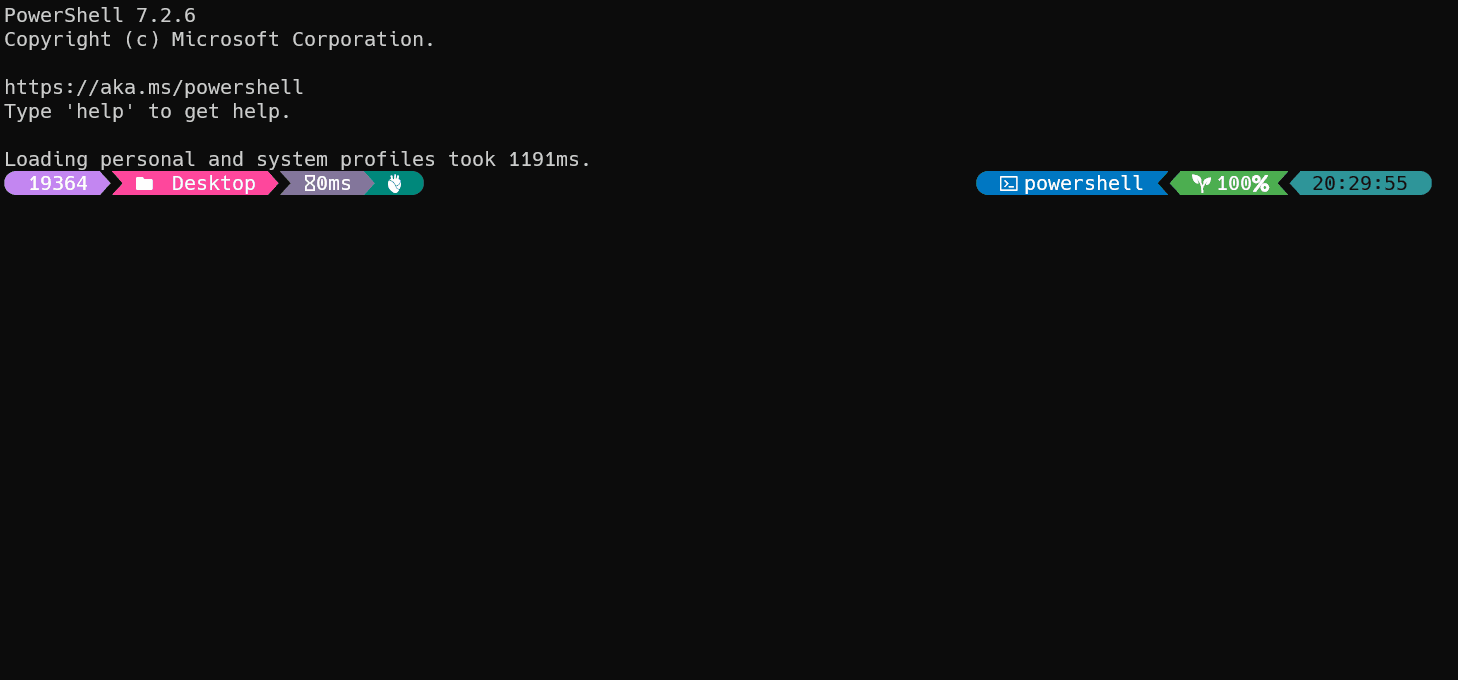 PowerShell 7.2.6
Copyright (c) Microsoft Corporation.
https://aka.ms/powershell
Type 'help' to get help.
Loading personal and system profiles took 1191ms.
19364 Desktop 0ms powershell 100% 20:29:55